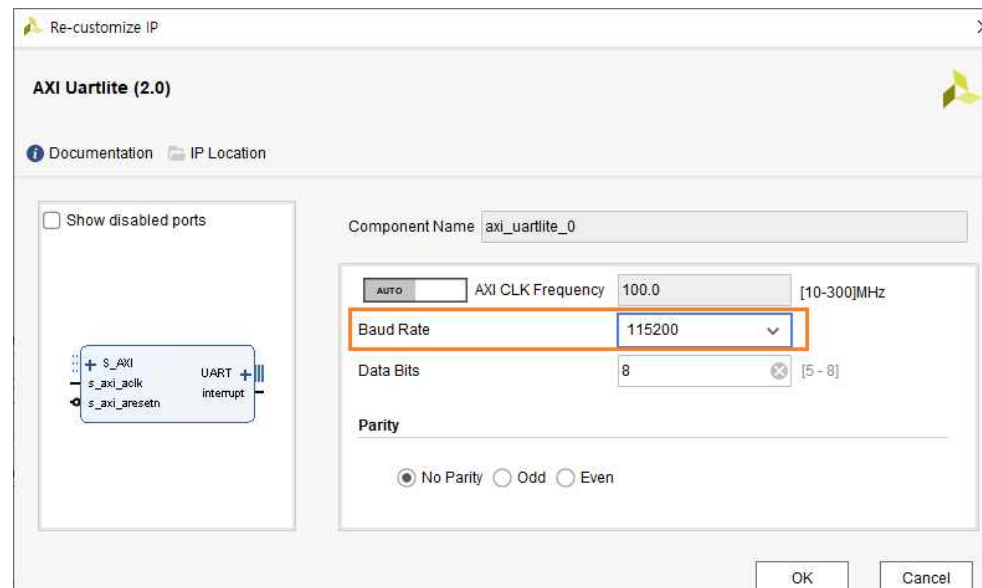 Re-customize IP
AXI Uartlite (2.0)
Documentation IP Location
Show disabled ports
S_AXI
s_axi_aclk
s_axi_aresetn
UART
interrupt
Component Name axi_uartlite_0
AUTO AXI CLK Frequency 100.0 [10-300]MHz
Baud Rate 115200
Data Bits 8 [5 - 8]
Parity
No Parity Odd Even
OK Cancel